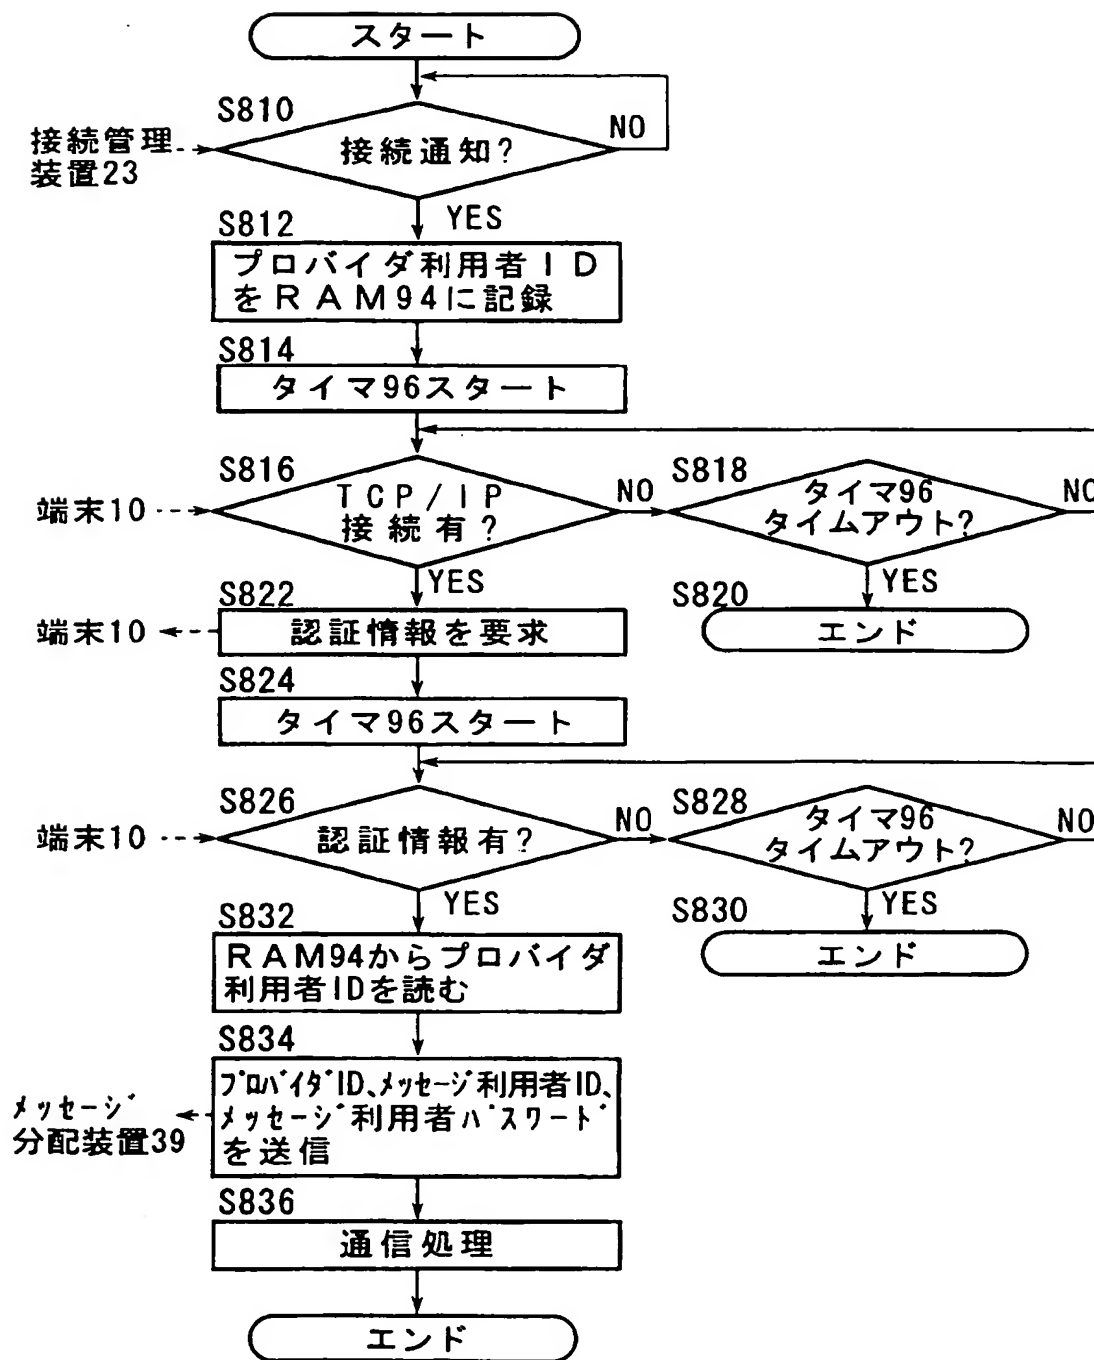 スタート
S810
接続管理
装置23
接続通知?
NO
YES
S812
プロバイダ利用者ID
をRAM94に記録
S814
タイマ96スタート
S816
端末10
TCP/IP
接続有?
NO
S818
タイマ96
タイムアウト?
NO
YES
YES
S822
端末10
認証情報を要求
S820
エンド
S824
タイマ96スタート
S826
端末10
認証情報有?
NO
S828
タイマ96
タイムアウト?
NO
YES
YES
S830
エンド
S832
RAM94からプロバイダ
利用者IDを読む
S834
メッセージ
分配装置39
プロバイダID、メッセージ利用者ID、
メッセージ利用者パスワード
を送信
S836
通信処理
エンド